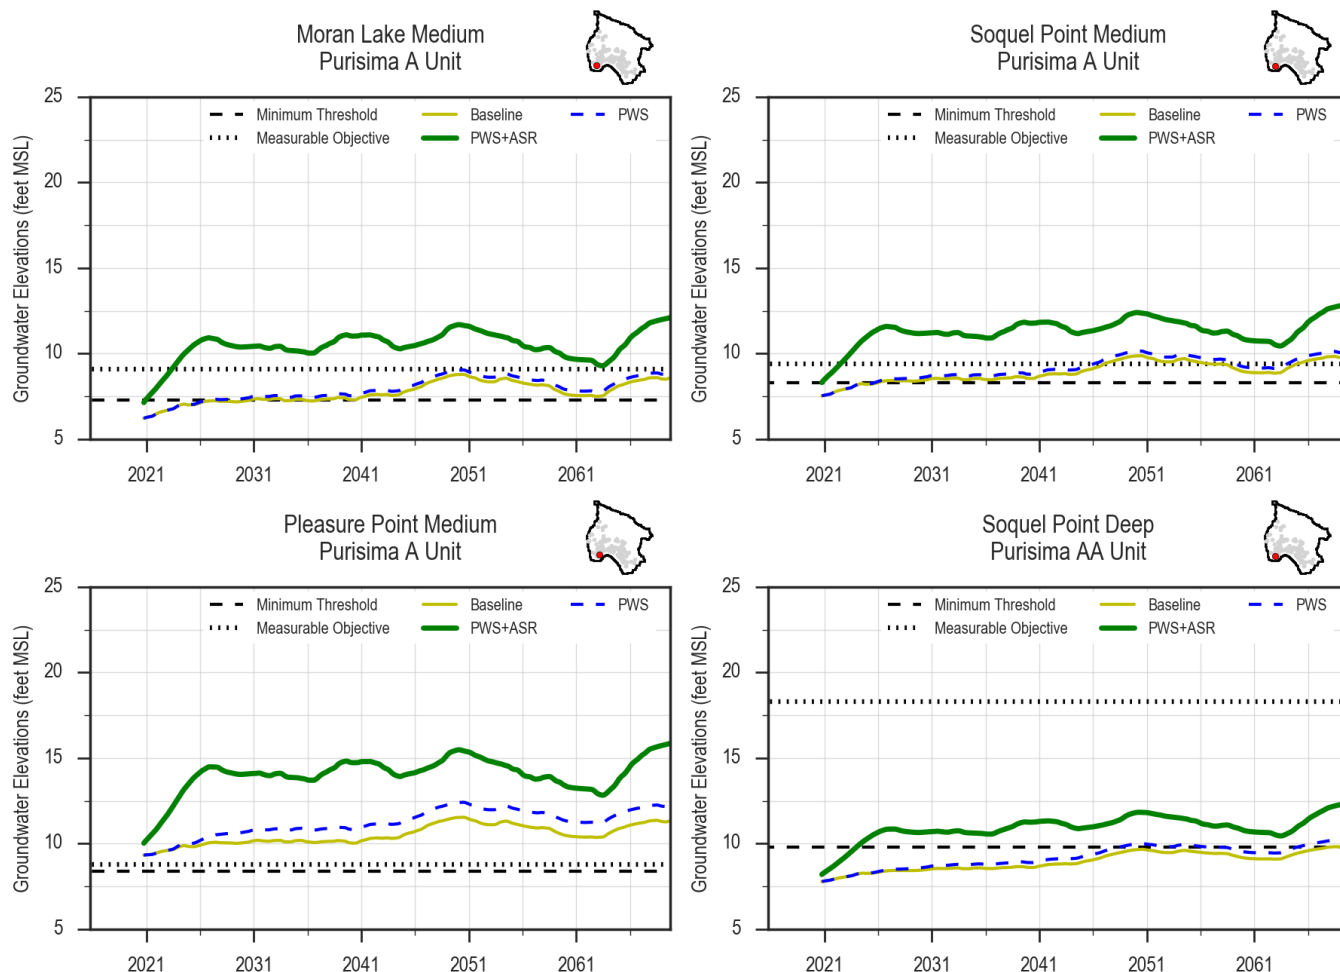 Moran Lake Medium
Purisima A Unit
Groundwater Elevations (feet MSL)
25
20
15
10
5
Minimum Threshold
Baseline
PWS
Measurable Objective
PWS+ASR
2021
2031
2041
2051
2061
Soquel Point Medium
Purisima A Unit
Groundwater Elevations (feet MSL)
25
20
15
10
5
Minimum Threshold
Baseline
PWS
Measurable Objective
PWS+ASR
2021
2031
2041
2051
2061
Pleasure Point Medium
Purisima A Unit
Groundwater Elevations (feet MSL)
25
20
15
10
5
Minimum Threshold
Baseline
PWS
Measurable Objective
PWS+ASR
2021
2031
2041
2051
2061
Soquel Point Deep
Purisima AA Unit
Groundwater Elevations (feet MSL)
25
20
15
10
5
Minimum Threshold
Baseline
PWS
Measurable Objective
PWS+ASR
2021
2031
2041
2051
2061